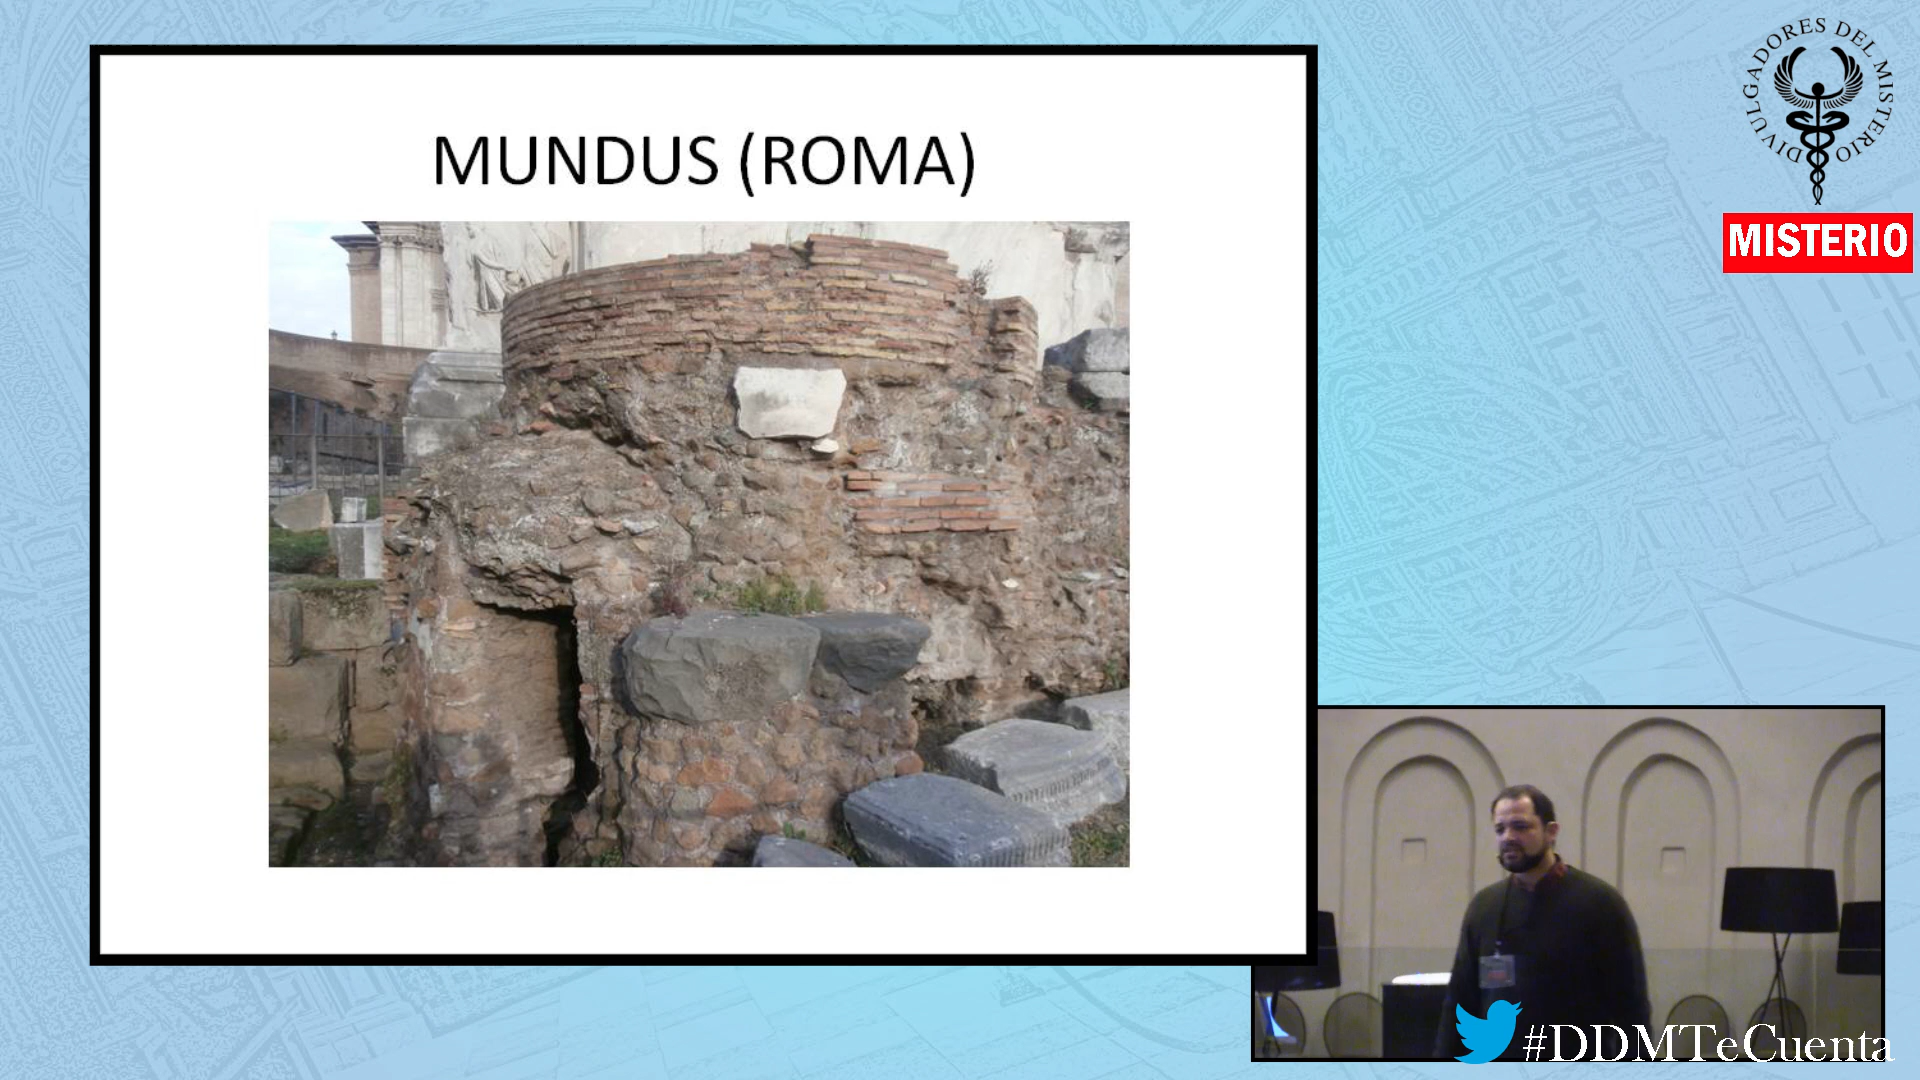 MUNDUS (ROMA)
DIVULGADORES DEL MISTERIO
MISTERIO
#DDMTeCuenta